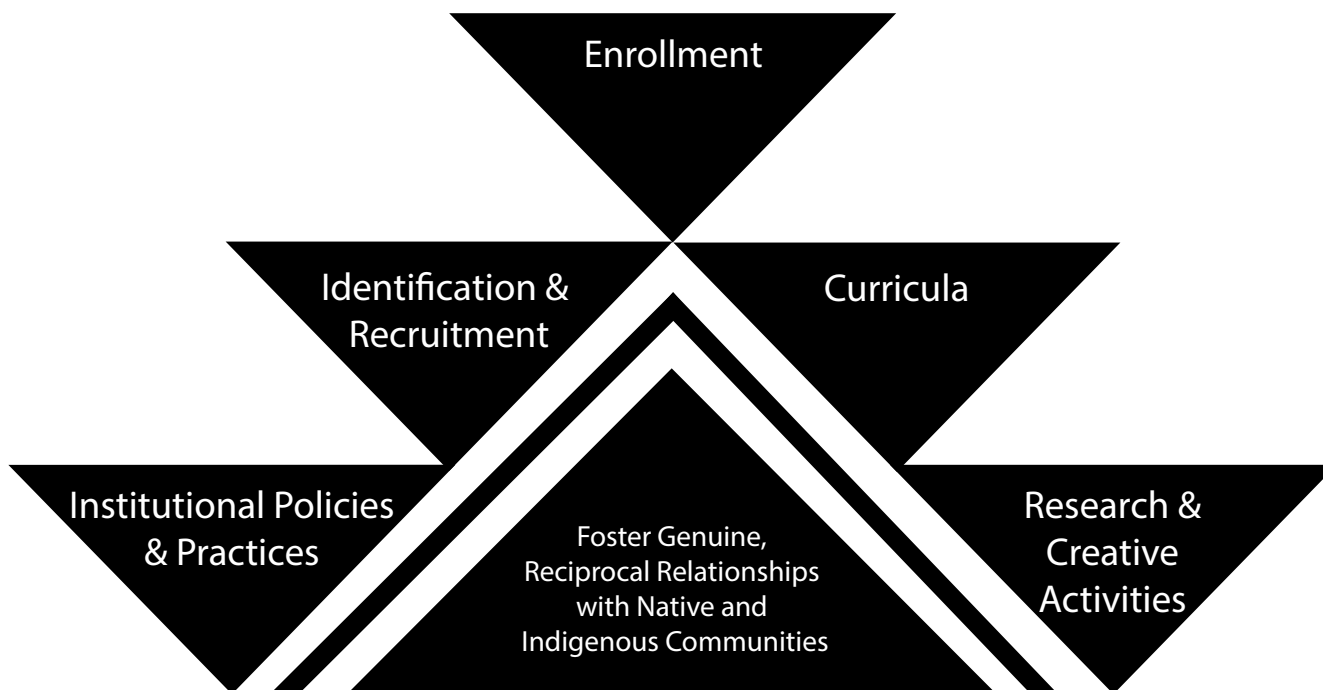 Enrollment
Identification &
Recruitment
Curricula
Institutional Policies
& Practices
Foster Genuine,
Reciprocal Relationships
with Native and
Indigenous Communities
Research &
Creative
Activities